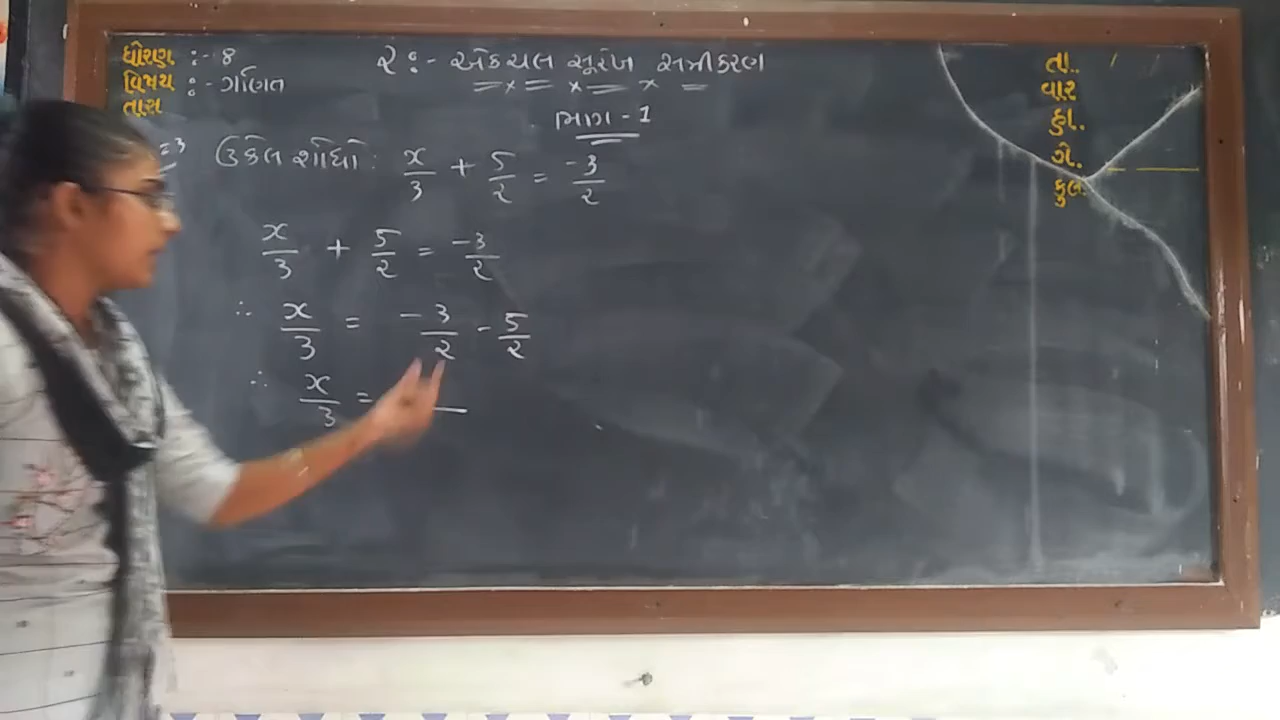 ધોરણ :- 8
વિષય :- ગણિત
તાસ
૨ :- એકચલ સુરેખ સમીકરણ
ભાગ - 1
=3 ઉકેલ શોધો : x/3 + 5/2 = -3/2
x/3 + 5/2 = -3/2
∴ x/3 = -3/2 - 5/2
∴ x/3 =
તા..
વાર
હા..
ગે.
કુલ